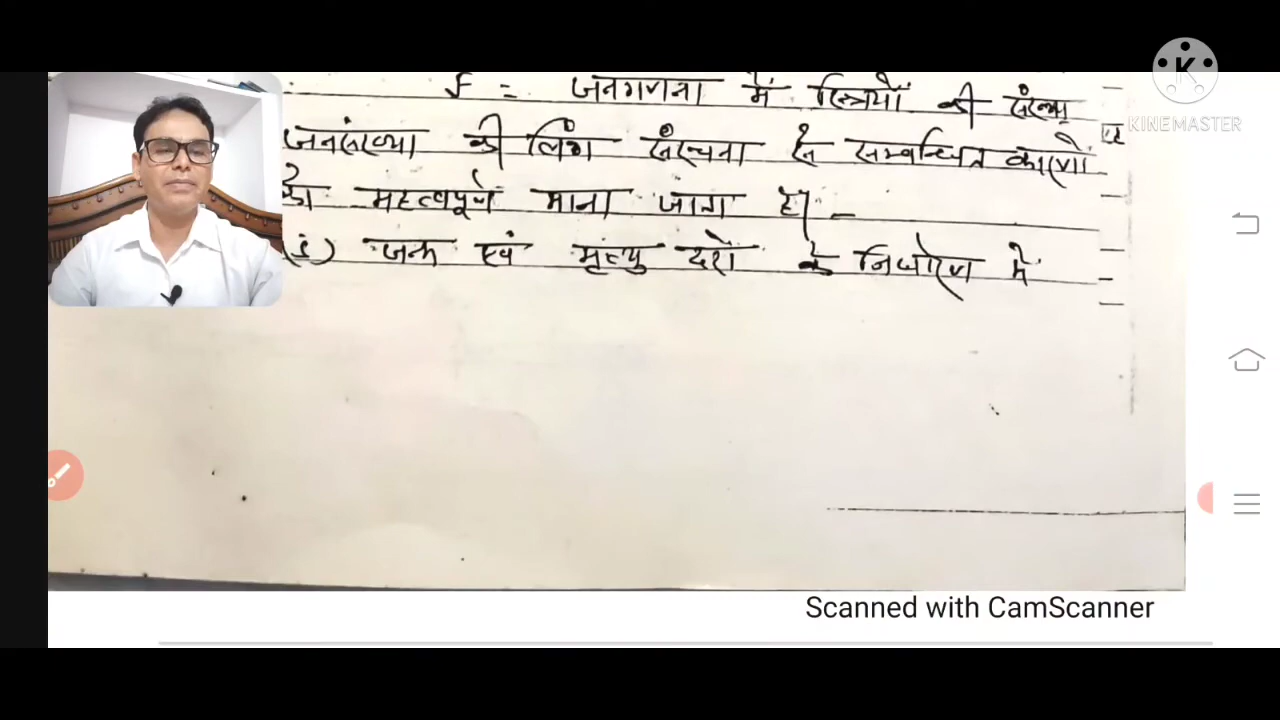 KINEMASTER
F = जनगणना में स्त्रियों की संख्या
जनसंख्या की लिंग संरचना से सम्बन्धित कारणों
को महत्वपूर्ण माना जाता है। -
जन्म एवं मृत्यु दरों के निर्धारण में
Scanned with CamScanner